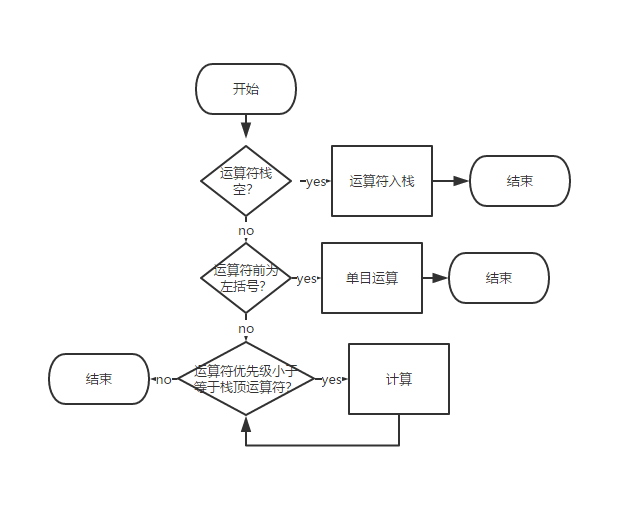 开始
运算符栈
空?
yes
运算符入栈
结束
no
运算符前为
左括号?
yes
单目运算
结束
no
结束
no
运算符优先级小于
等于栈顶运算符?
yes
计算